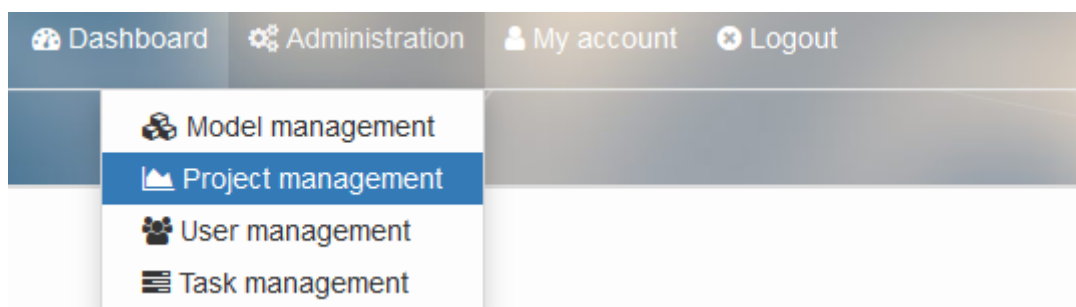 Dashboard Administration My account Logout
Model management
Project management
User management
Task management